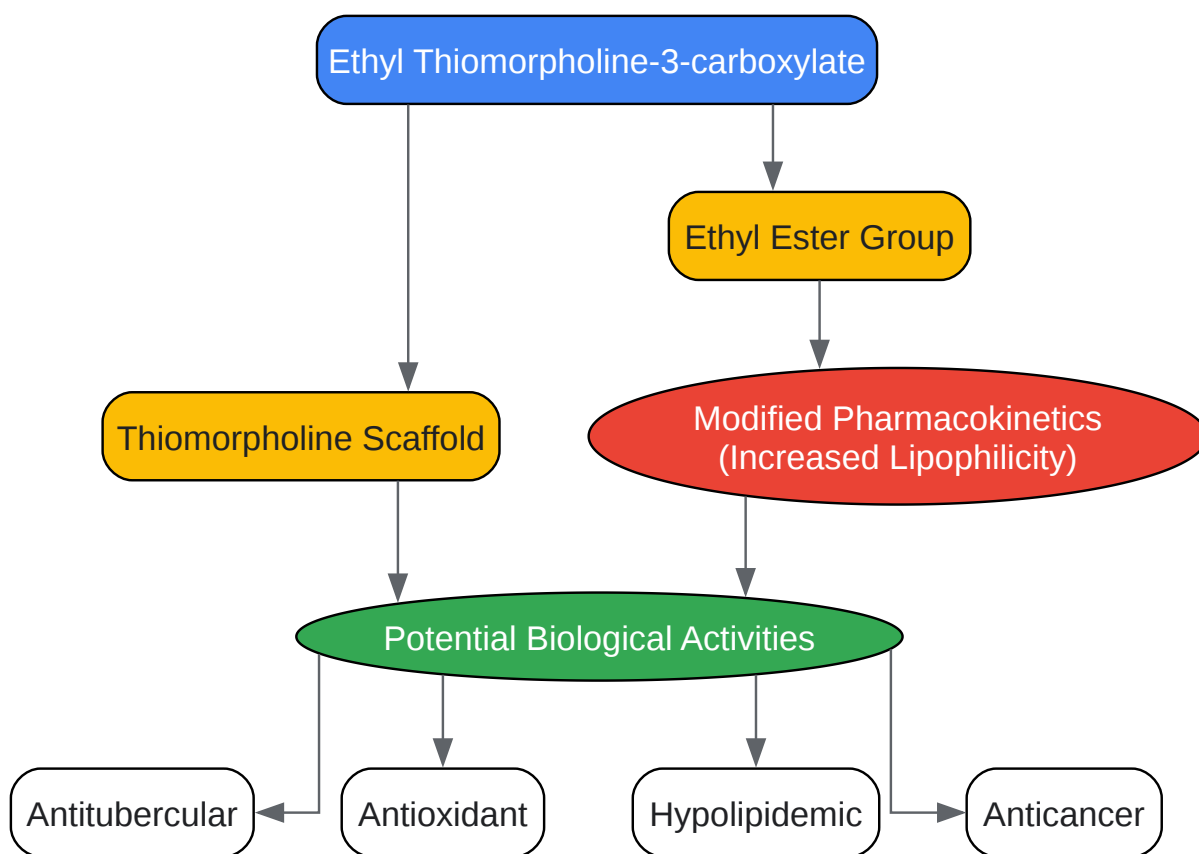 Ethyl Thiomorpholine-3-carboxylate
Ethyl Ester Group
Thiomorpholine Scaffold
Modified Pharmacokinetics
(Increased Lipophilicity)
Potential Biological Activities
Antitubercular
Antioxidant
Hypolipidemic
Anticancer